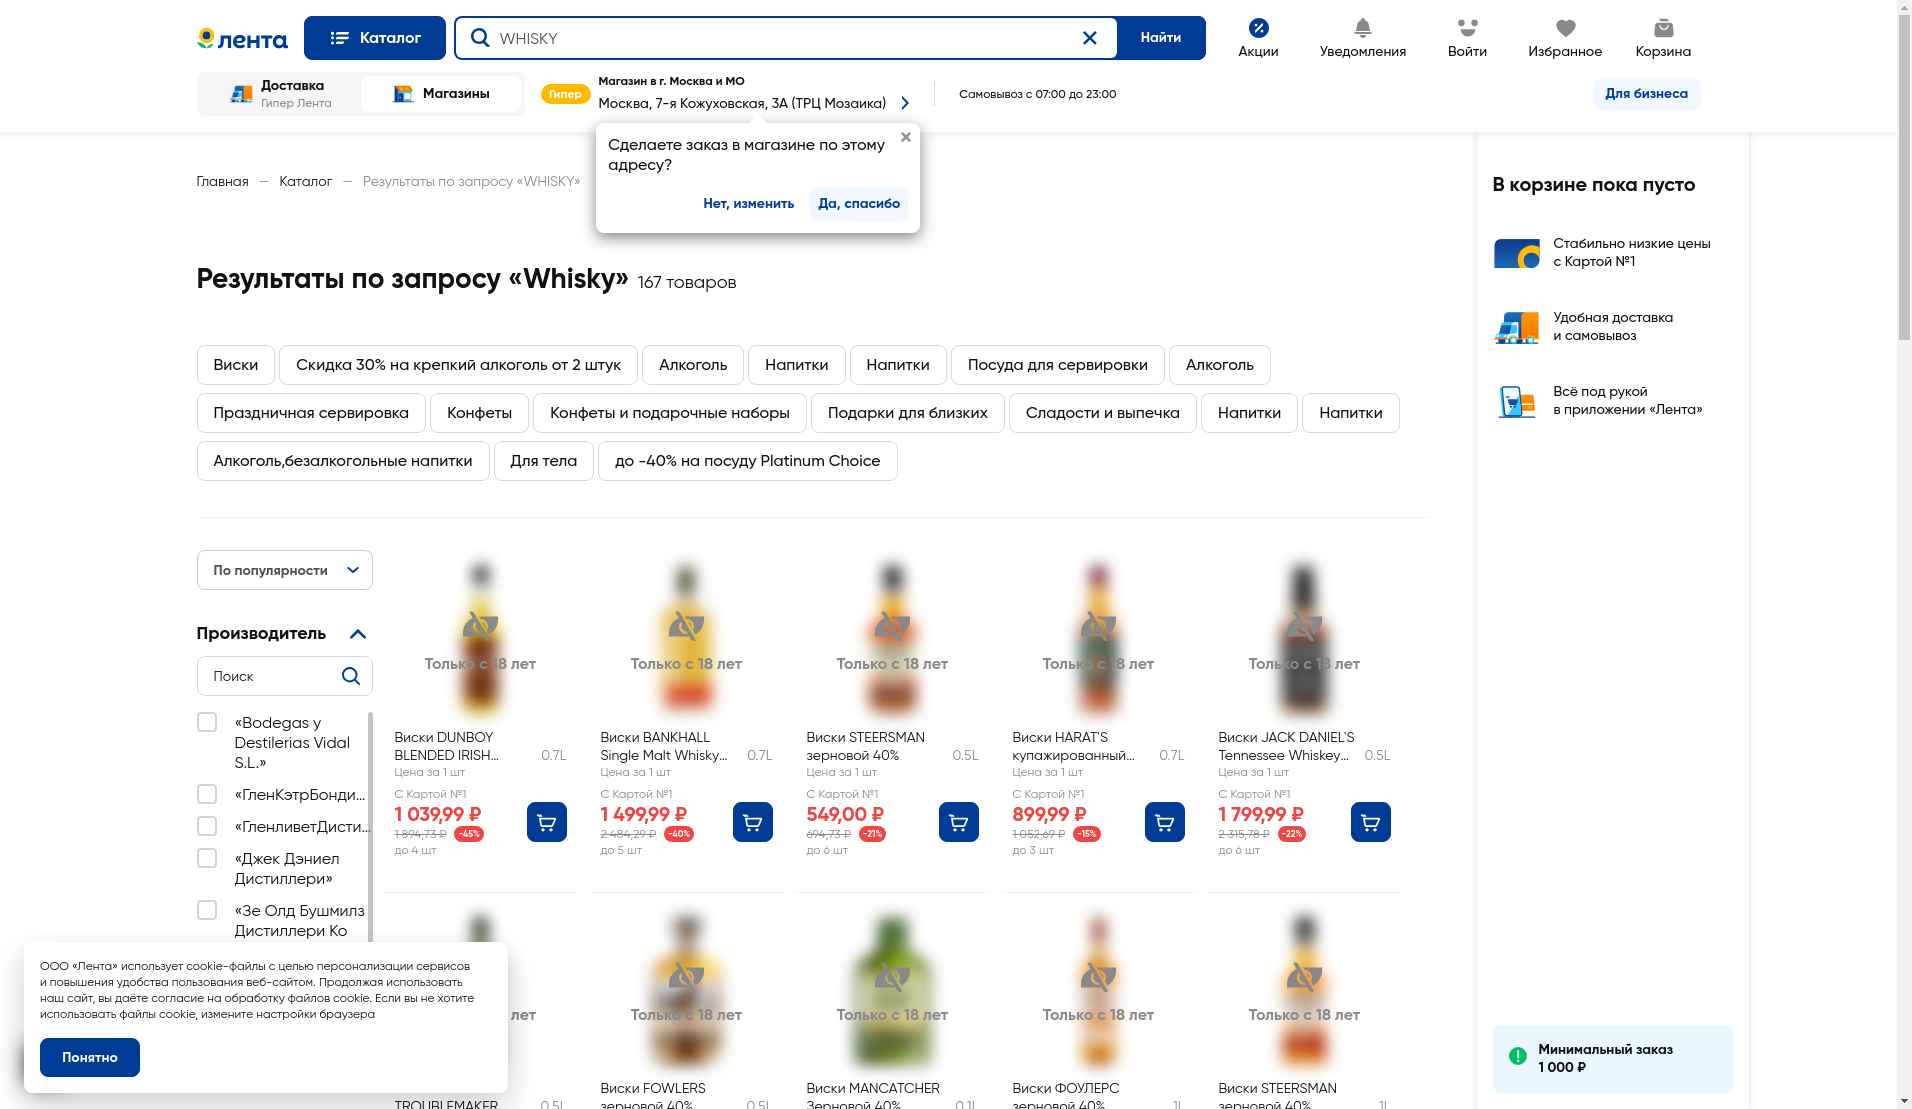 лента
Каталог
WHISKY
Найти
Акции
Уведомления
Войти
Избранное
Корзина
Доставка
Гипер Лента
Магазины
Гипер
Магазин в г. Москва и МО
Москва, 7-я Кожуховская, 3А (ТРЦ Мозаика)
Самовывоз с 07:00 до 23:00
Для бизнеса
Сделаете заказ в магазине по этому
адресу?
Нет, изменить
Да, спасибо
Главная — Каталог — Результаты по запросу «WHISKY»
Результаты по запросу «Whisky» 167 товаров
Виски
Скидка 30% на крепкий алкоголь от 2 штук
Алкоголь
Напитки
Напитки
Посуда для сервировки
Алкоголь
Праздничная сервировка
Конфеты
Конфеты и подарочные наборы
Подарки для близких
Сладости и выпечка
Напитки
Напитки
Алкоголь,безалкогольные напитки
Для тела
до -40% на посуду Platinum Choice
По популярности
Производитель
Поиск
«Bodegas y
Destilerias Vidal
S.L.»
«ГленКэтрБонди...
«ГленливетДисти...
«Джек Дэниел
Дистиллери»
«Зе Олд Бушмилз
Дистиллери Ко
Только с 18 лет
Виски DUNBOY
BLENDED IRISH... 0.7L
Цена за 1 шт
С Картой №1
1 039,99 ₽
1 894,73 ₽ -45%
до 4 шт
Только с 18 лет
Виски BANKHALL
Single Malt Whisky... 0.7L
Цена за 1 шт
С Картой №1
1 499,99 ₽
2 484,29 ₽ -40%
до 5 шт
Только с 18 лет
Виски STEERSMAN
зерновой 40% 0.5L
Цена за 1 шт
С Картой №1
549,00 ₽
694,73 ₽ -21%
до 6 шт
Только с 18 лет
Виски HARAT'S
купажированный... 0.7L
Цена за 1 шт
С Картой №1
899,99 ₽
1 052,69 ₽ -15%
до 3 шт
Только с 18 лет
Виски JACK DANIEL'S
Tennessee Whiskey... 0.5L
Цена за 1 шт
С Картой №1
1 799,99 ₽
2 315,78 ₽ -22%
до 6 шт
лет
TROUBLEMAKER 0.5L
Только с 18 лет
Виски FOWLERS
зерновой 40% 0.5L
Только с 18 лет
Виски MANCATCHER
Зерновой 40% 0.1L
Только с 18 лет
Виски ФОУЛЕРС
зерновой 40% 1L
Только с 18 лет
Виски STEERSMAN
зерновой 40% 1L
В корзине пока пусто
Стабильно низкие цены
с Картой №1
Удобная доставка
и самовывоз
Всё под рукой
в приложении «Лента»
Минимальный заказ
1 000 ₽
ООО «Лента» использует cookie-файлы с целью персонализации сервисов
и повышения удобства пользования веб-сайтом. Продолжая использовать
наш сайт, вы даёте согласие на обработку файлов cookie. Если вы не хотите
использовать файлы cookie, измените настройки браузера
Понятно